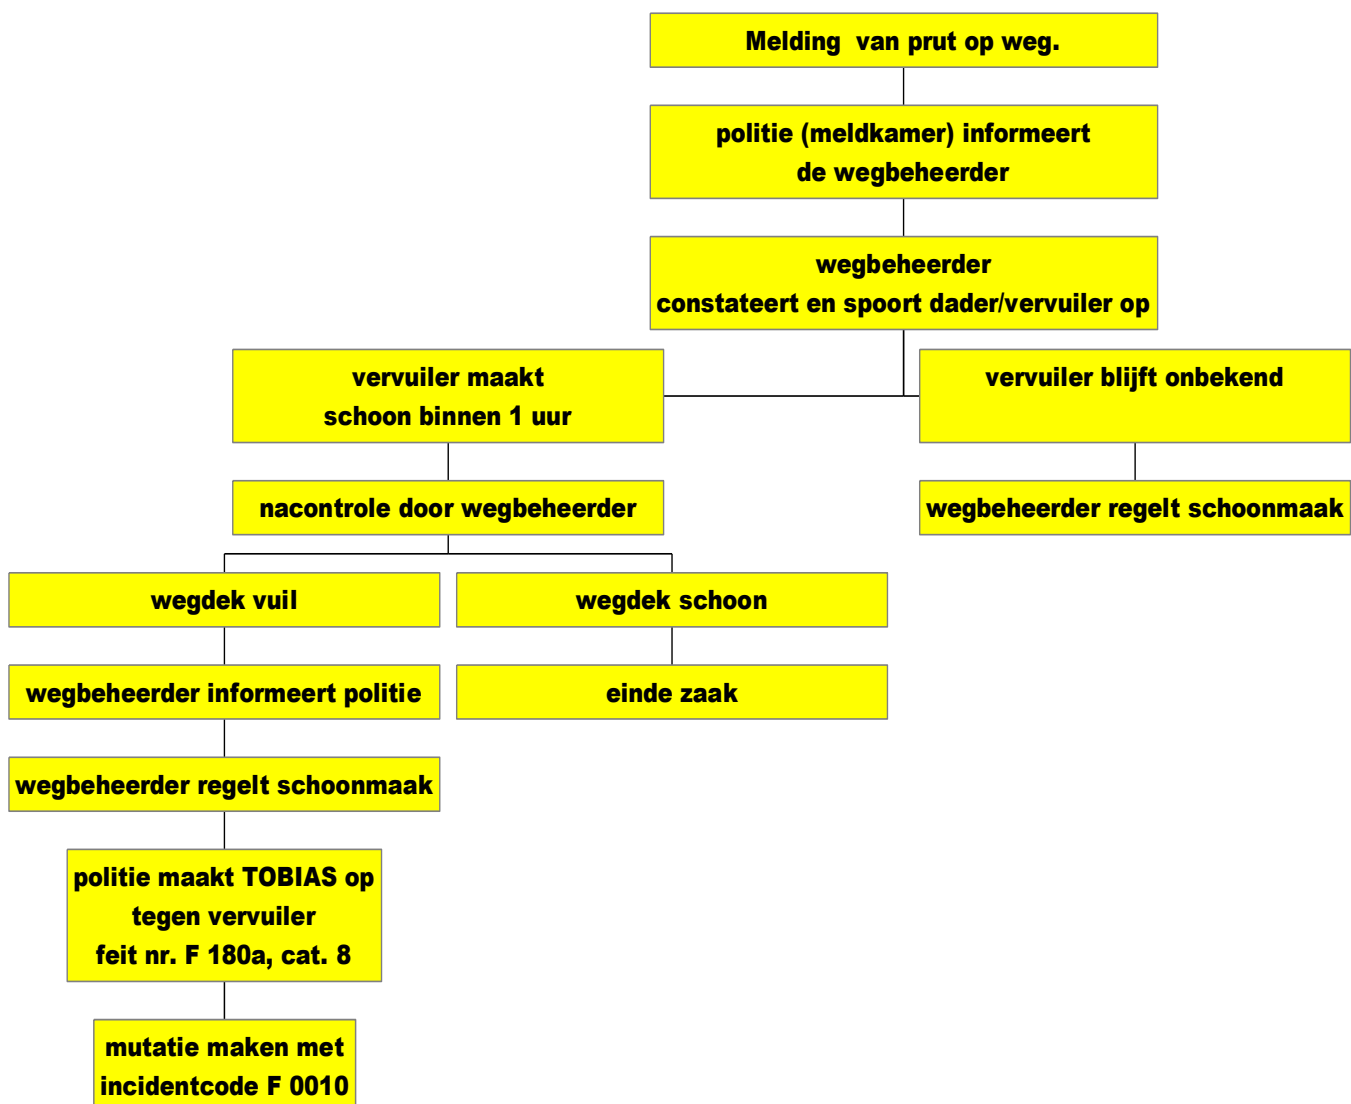 Melding  van prut op weg.
politie (meldkamer) informeert
de wegbeheerder
wegbeheerder
constateert en spoort dader/vervuiler op
vervuiler maakt
schoon binnen 1 uur
vervuiler blijft onbekend
nacontrole door wegbeheerder
wegbeheerder regelt schoonmaak
wegdek vuil
wegdek schoon
wegbeheerder informeert politie
einde zaak
wegbeheerder regelt schoonmaak
politie maakt TOBIAS op
tegen vervuiler
feit nr. F 180a, cat. 8
mutatie maken met
incidentcode F 0010